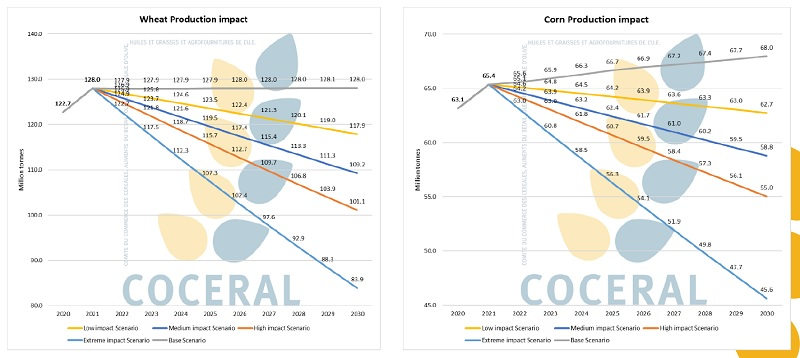 Wheat Production impact
HUILES ET GRAISSES ET AGROFOURNITURES DE L'U.E.
140.0
130.0
120.0
110.0
100.0
90.0
80.0
Million tonnes
122.7
128.0
127.9 127.9 127.9 127.9 128.0 128.0 128.0 128.1 128.0
125.8 124.6 123.5 122.4 121.5 120.1 119.0 117.9
123.7 121.6 119.5 117.4 115.4 113.3 111.3 109.2
121.8 118.7 115.7 112.7 109.7 106.8 103.9 101.1
117.5 112.3 107.3 102.4 97.6 92.9 88.3 83.9
COCERAL
2020 2021 2022 2023 2024 2025 2026 2027 2028 2029 2030
Low impact Scenario Medium impact Scenario High impact Scenario
Extreme impact Scenario Base Scenario
Corn Production impact
70.0
65.0
60.0
55.0
50.0
45.0
Million tonnes
63.1
65.4
65.6 65.9 66.3 66.7 66.9 67.2 67.4 67.7 68.0
64.8 64.5 64.2 63.9 63.6 63.3 63.0 62.7
63.9 63.2 62.4 61.7 61.0 60.2 59.5 58.8
63.0 61.8 60.7 59.5 58.4 57.3 56.1 55.0
60.8 58.5 56.3 54.1 51.9 49.8 47.7 45.6
COCERAL
2020 2021 2022 2023 2024 2025 2026 2027 2028 2029 2030
Low impact Scenario Medium impact Scenario High impact Scenario
Extreme impact Scenario Base Scenario